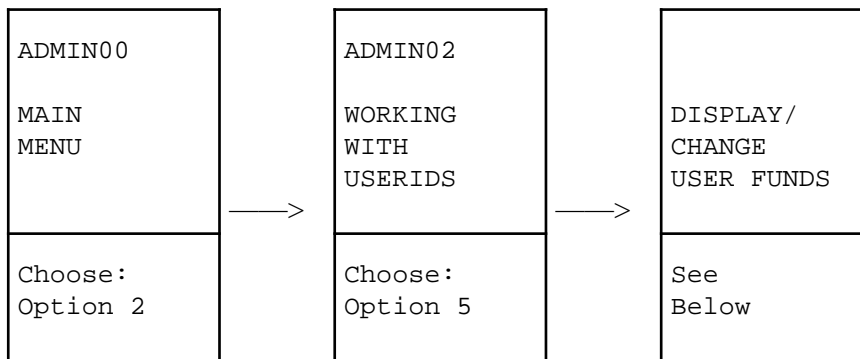 ADMIN00
MAIN
MENU
Choose:
Option 2
————>
ADMIN02
WORKING
WITH
USERIDS
Choose:
Option 5
————>
DISPLAY/
CHANGE
USER FUNDS
See
Below